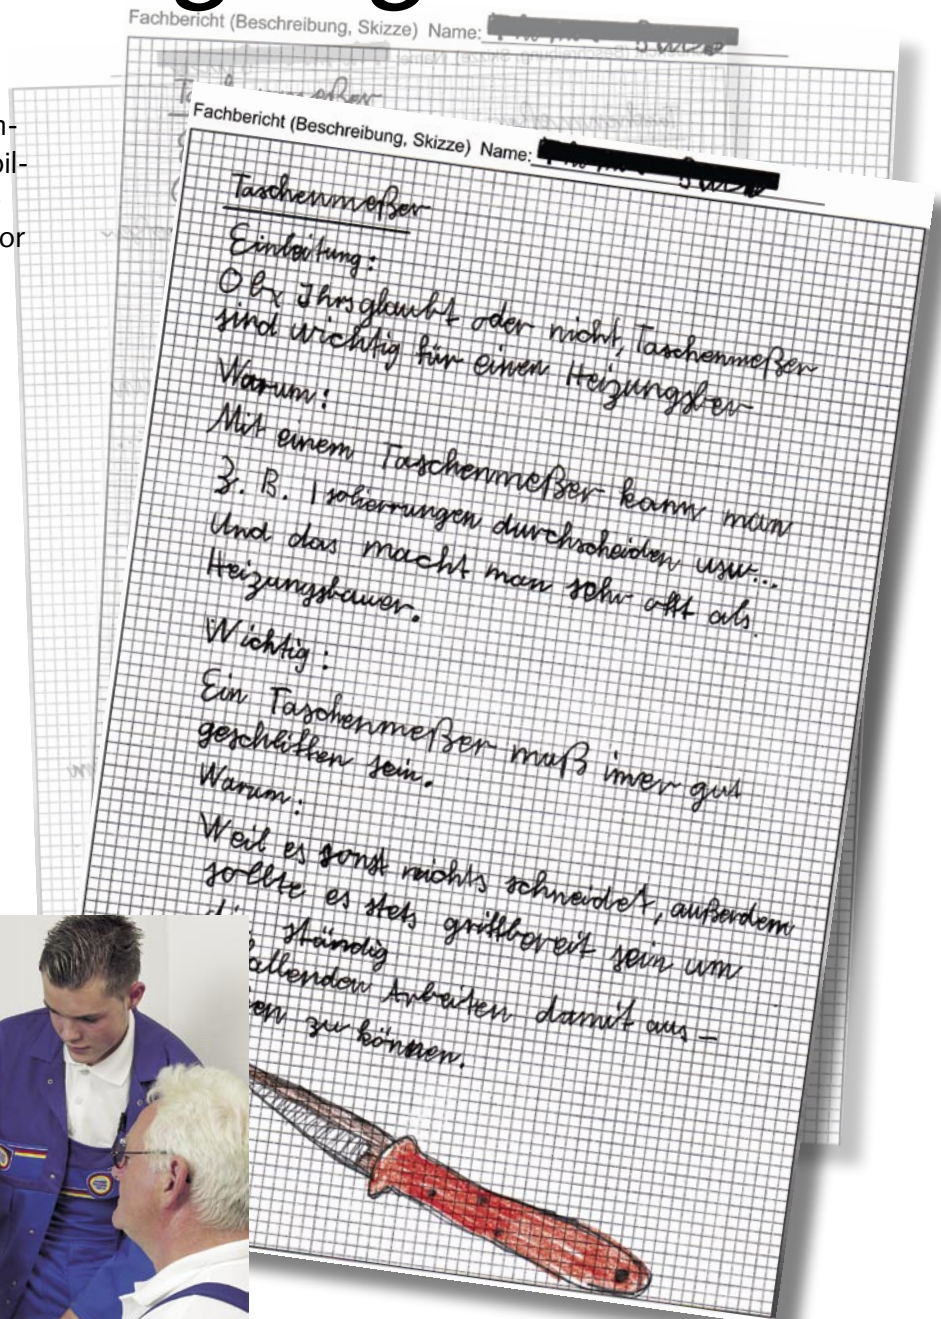 Fachbericht (Beschreibung, Skizze) Name:
Fachbericht (Beschreibung, Skizze) Name:
Taschenmeßer
Einleitung:
Ob Ihrs glaubt oder nicht, Taschenmeßer
sind wichtig für einen Heizungsber
Warum:
Mit einem Taschenmeßer kann man
z. B. Isolierrungen durchscheiden usw...
Und das macht man sehr oft als
Heizungsbauer.
Wichtig:
Ein Taschenmeßer muß imer gut
geschliffen sein.
Warum:
Weil es sonst nichts schneidet, außerdem
sollte es stets griffbereit sein um
ständig
allenden Arbeiten damit aus-
en zu können.